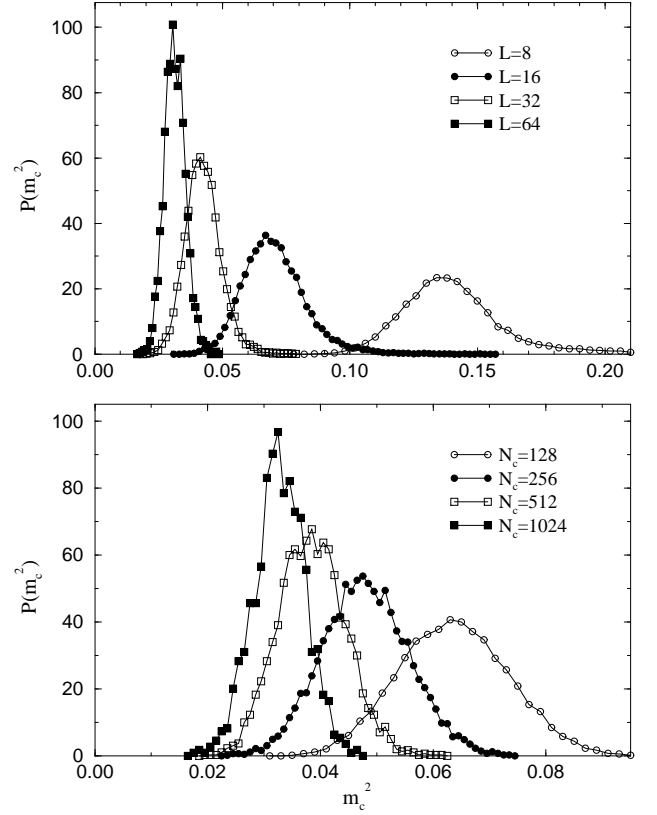 100
80
60
40
20
0
P(m_c^2)
L=8
L=16
L=32
L=64
0.00
0.05
0.10
0.15
0.20
100
80
60
40
20
0
P(m_c^2)
N_c=128
N_c=256
N_c=512
N_c=1024
0.00
0.02
0.04
0.06
0.08
m_c^2